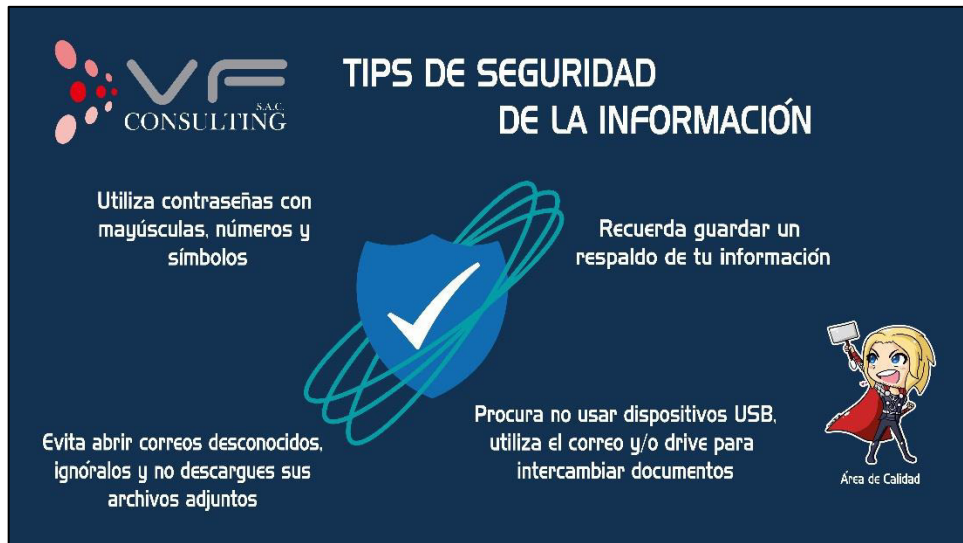 VF
S.A.C.
CONSULTING
TIPS DE SEGURIDAD
DE LA INFORMACIÓN
Utiliza contraseñas con
mayúsculas, números y
símbolos
Recuerda guardar un
respaldo de tu información
Evita abrir correos desconocidos,
ignóralos y no descargues sus
archivos adjuntos
Procura no usar dispositivos USB,
utiliza el correo y/o drive para
intercambiar documentos
Área de Calidad